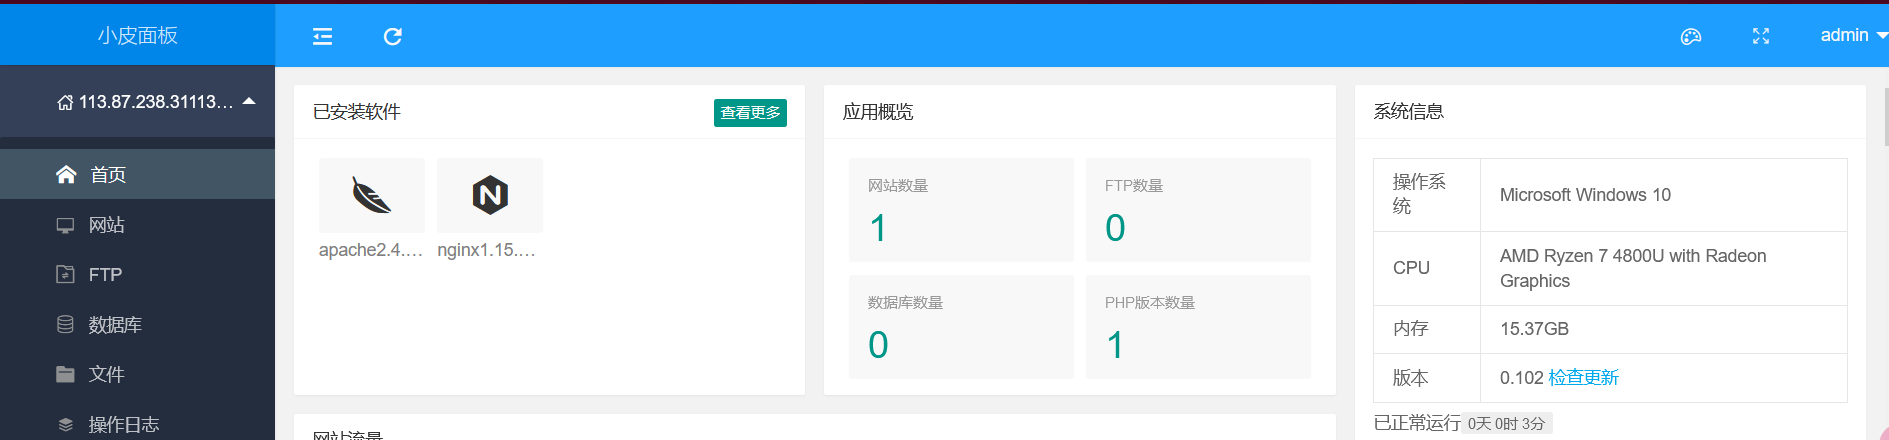 小皮面板
admin
113.87.238.31113...
首页
网站
FTP
数据库
文件
操作日志
已安装软件
查看更多
apache2.4....
nginx1.15....
应用概览
网站数量
1
FTP数量
0
数据库数量
0
PHP版本数量
1
系统信息
操作系
统
Microsoft Windows 10
CPU
AMD Ryzen 7 4800U with Radeon
Graphics
内存
15.37GB
版本
0.102 检查更新
已正常运行 0天 0时 3分
网站流量